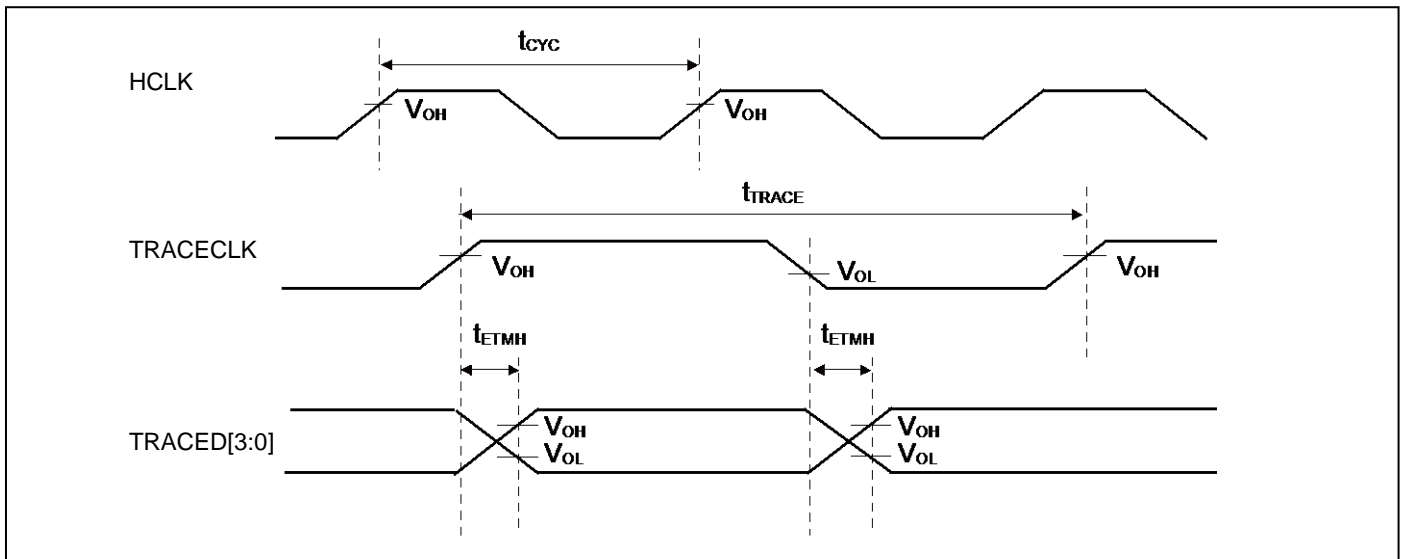 tCYC
HCLK
VOH VOH
tTRACE
TRACECLK
VOH VOL VOH
tETMH tETMH
TRACED[3:0]
VOH VOH
VOL VOL